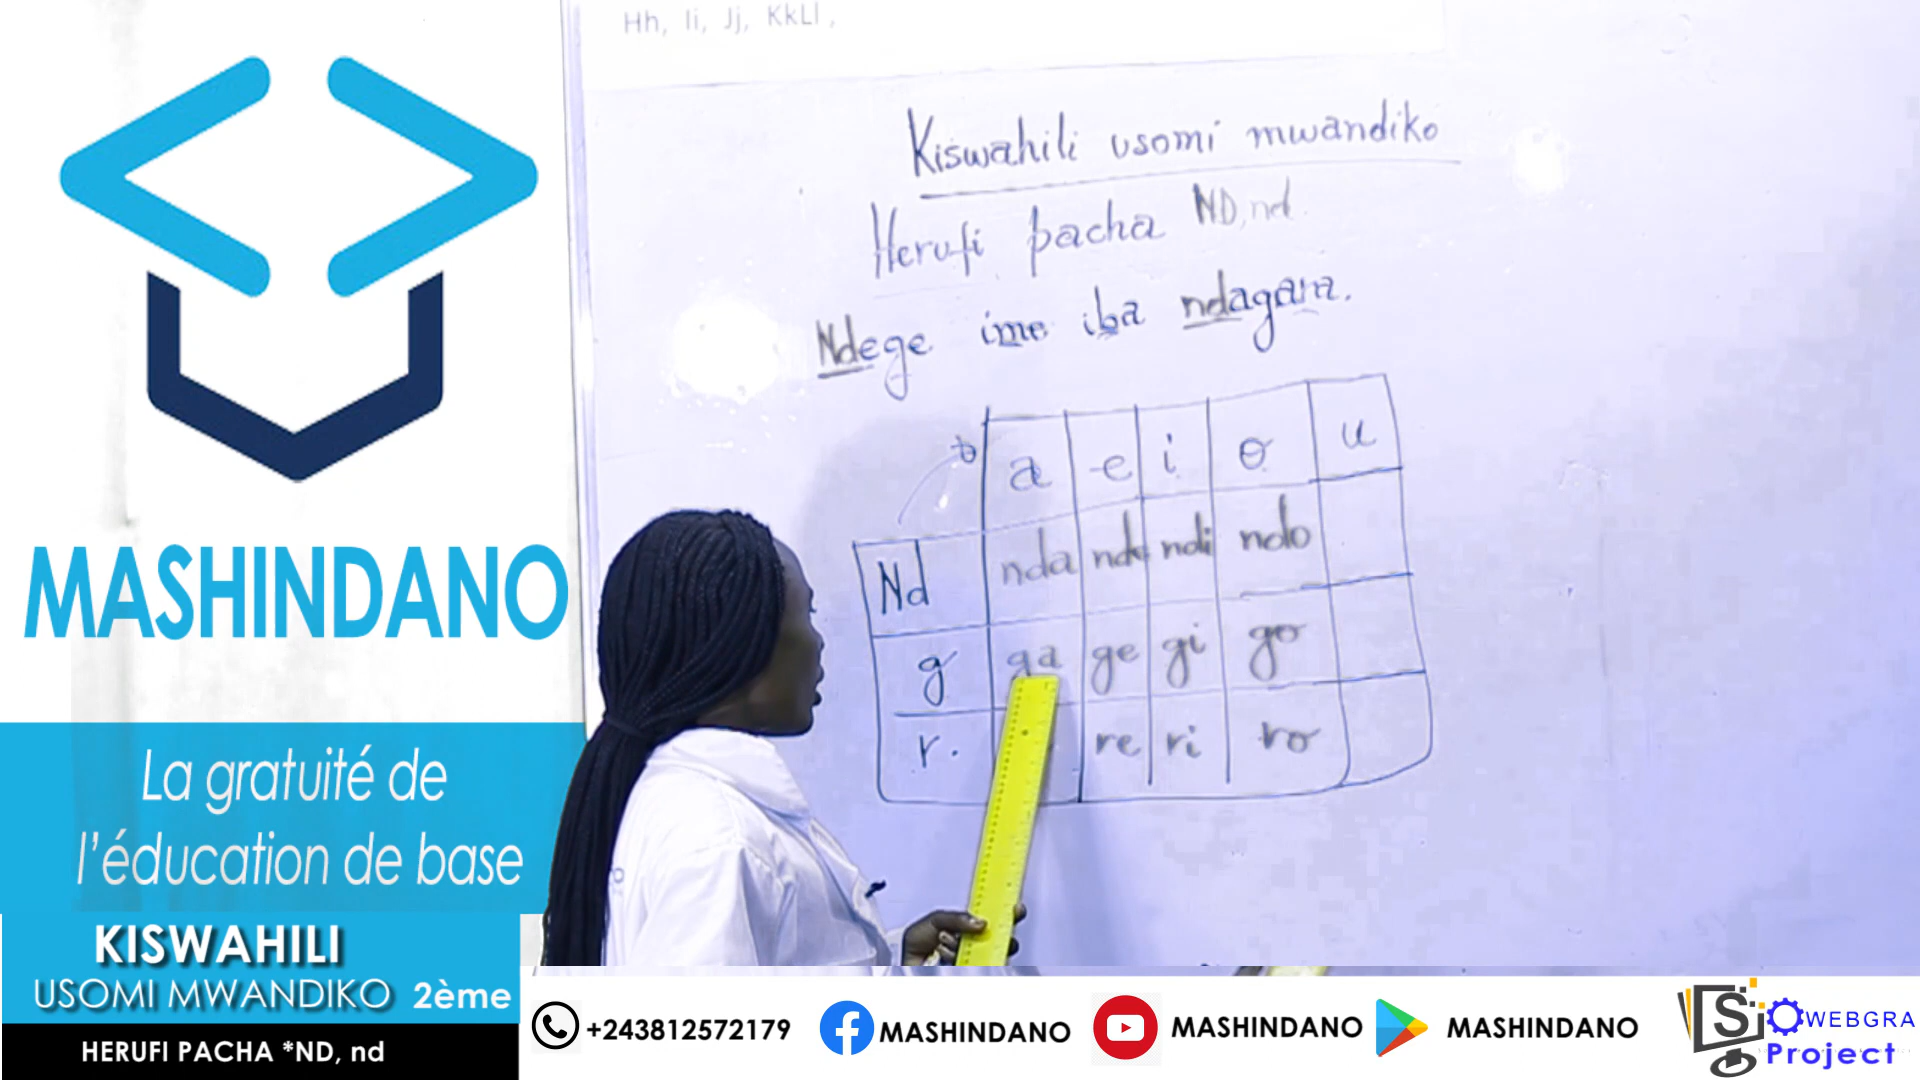 Hh, Ii, Jj, KkLl,
Kiswahili usomi mwandiko
Herufi pacha ND, nd.
Ndege ime iba ndagara.
a e i o u
Nd nda nde ndi ndo
g ga ge gi go
r. re ri ro
MASHINDANO
La gratuité de
l'éducation de base
KISWAHILI
USOMI MWANDIKO 2ème
HERUFI PACHA *ND, nd
+243812572179 MASHINDANO MASHINDANO MASHINDANO
SiOWEBGRA
Project